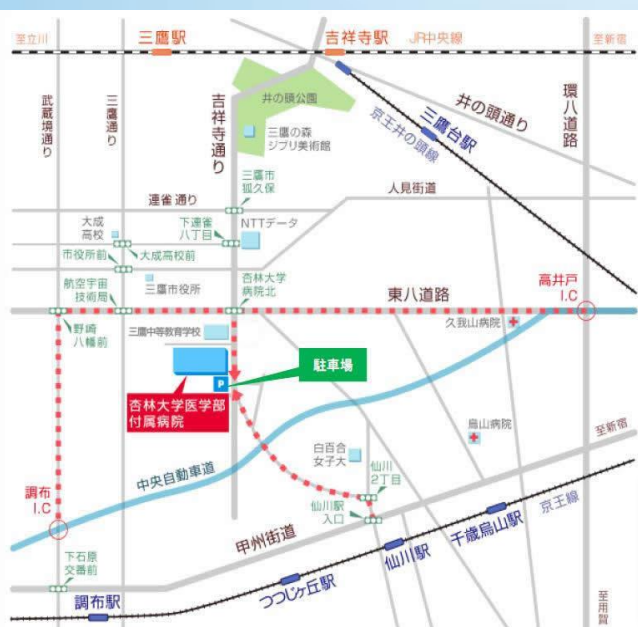 至立川
三鷹駅
吉祥寺駅
JR中央線
至新宿
武蔵境通り
三鷹通り
吉祥寺通り
井の頭公園
三鷹の森
ジブリ美術館
京王井の頭線
三鷹台駅
井の頭通り
環八道路
三鷹市
狐久保
人見街道
連雀通り
大成
高校
下連雀
八丁目
NTTデータ
市役所前
大成高校前
航空宇宙
技術局
三鷹市役所
杏林大学
病院北
東八道路
高井戸
I.C
野崎
八幡前
三鷹中等教育学校
久我山病院
駐車場
P
杏林大学医学部
付属病院
烏山病院
至新宿
白百合
女子大
仙川
2丁目
中央自動車道
調布
I.C
仙川駅
入口
甲州街道
千歳烏山駅
京王線
仙川駅
下石原
交番前
つつじヶ丘駅
調布駅
至用賀